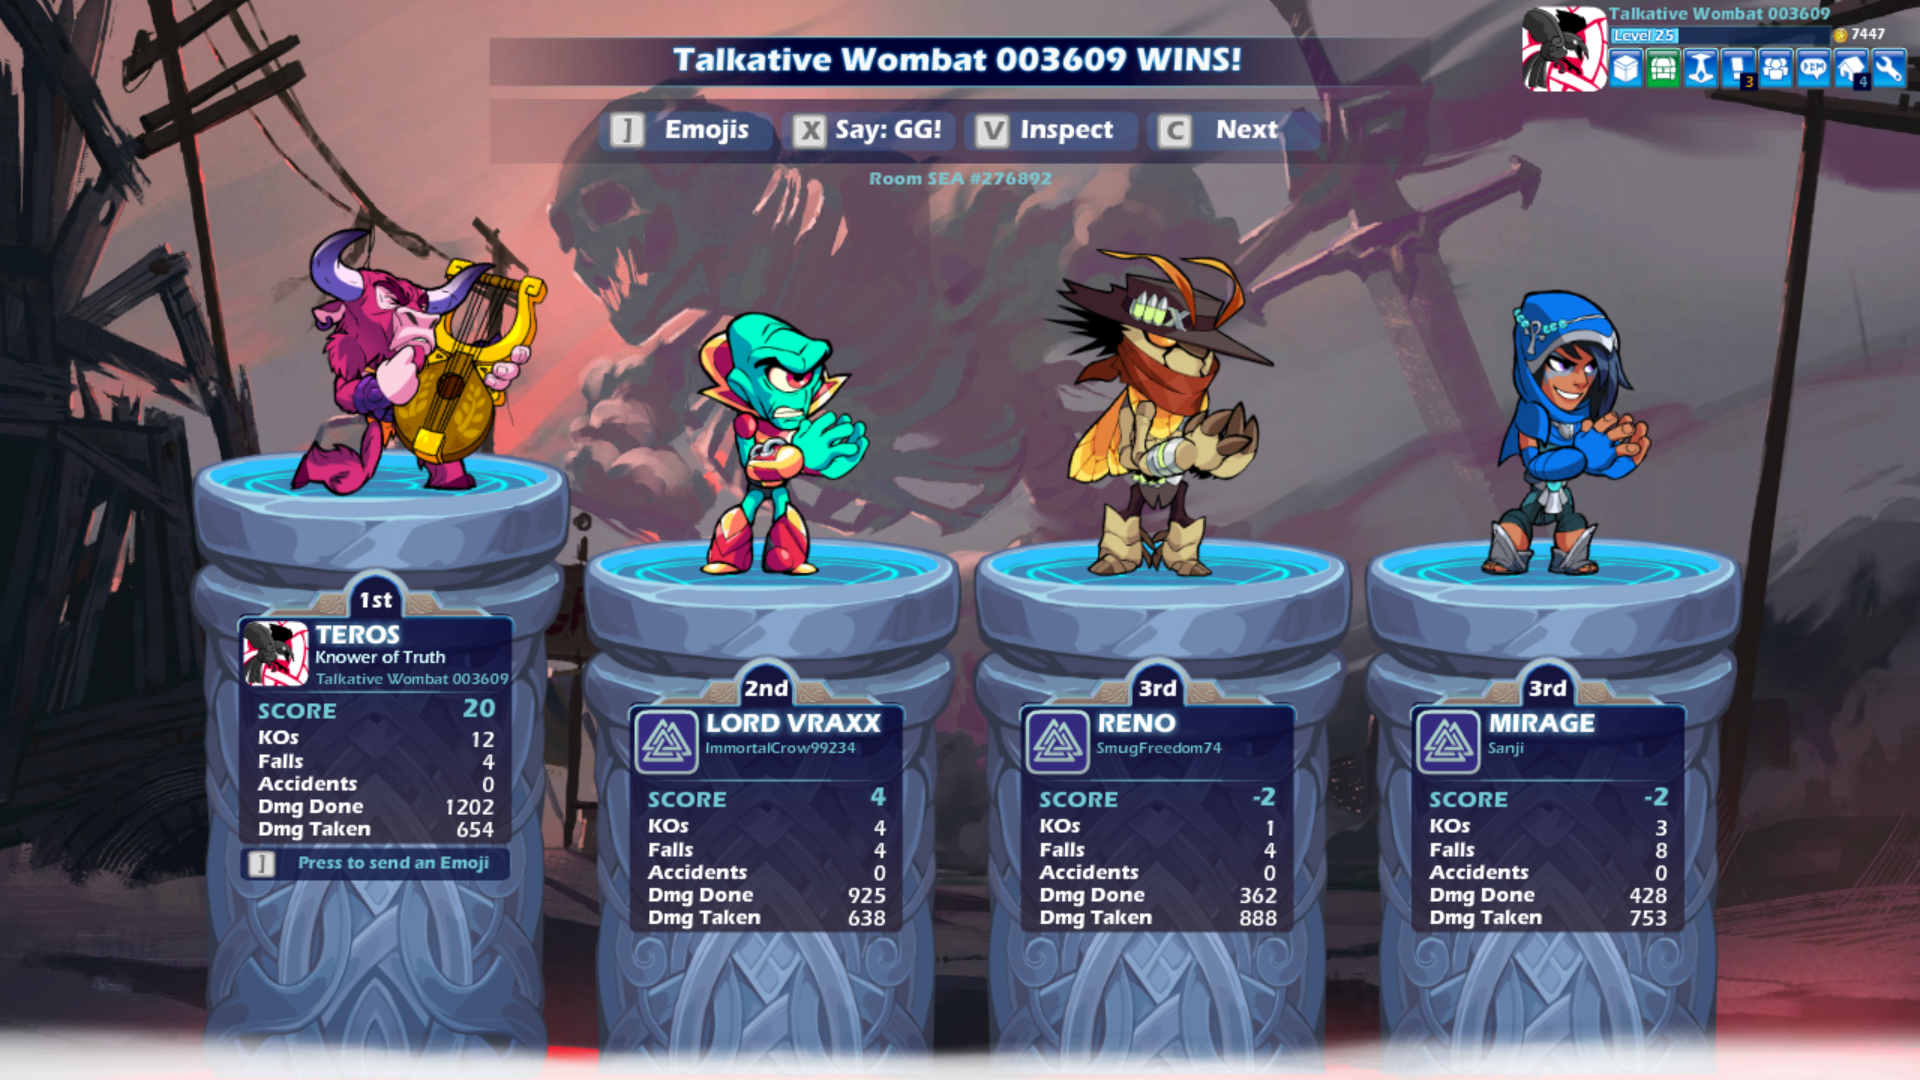 Talkative Wombat 003609
Level 25
7447
3
4
Talkative Wombat 003609 WINS!
] Emojis
X Say: GG!
V Inspect
C Next
Room SEA #276892
1st
TEROS
Knower of Truth
Talkative Wombat 003609
SCORE 20
KOs 12
Falls 4
Accidents 0
Dmg Done 1202
Dmg Taken 654
] Press to send an Emoji
2nd
LORD VRAXX
ImmortalCrow99234
SCORE 4
KOs 4
Falls 4
Accidents 0
Dmg Done 925
Dmg Taken 638
3rd
RENO
SmugFreedom74
SCORE -2
KOs 1
Falls 4
Accidents 0
Dmg Done 362
Dmg Taken 888
3rd
MIRAGE
Sanji
SCORE -2
KOs 3
Falls 8
Accidents 0
Dmg Done 428
Dmg Taken 753